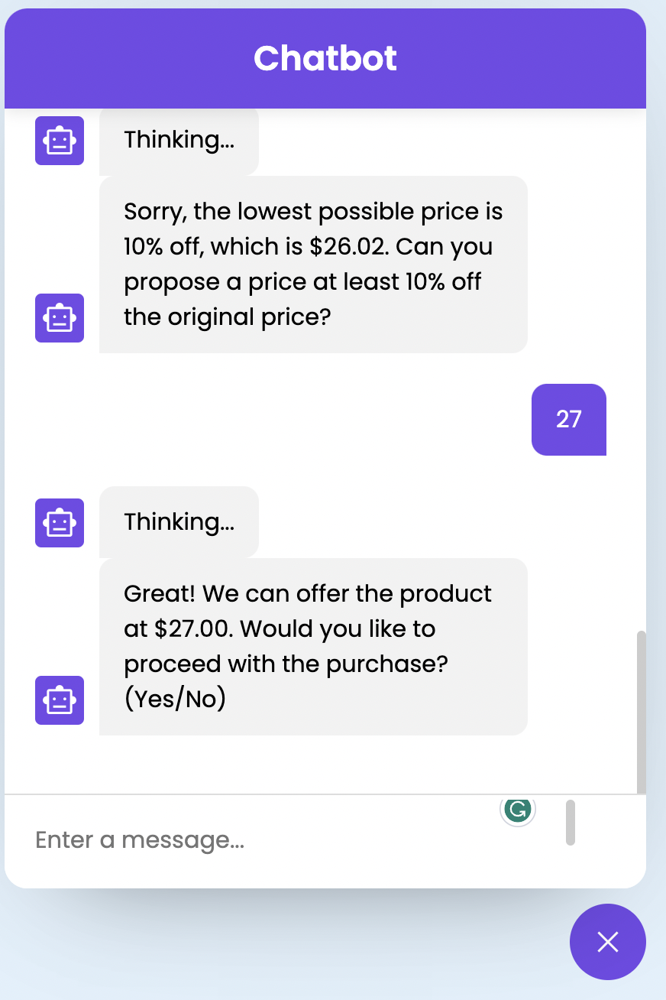 Chatbot
Thinking...
Sorry, the lowest possible price is
10% off, which is $26.02. Can you
propose a price at least 10% off
the original price?
27
Thinking...
Great! We can offer the product
at $27.00. Would you like to
proceed with the purchase?
(Yes/No)
Enter a message...